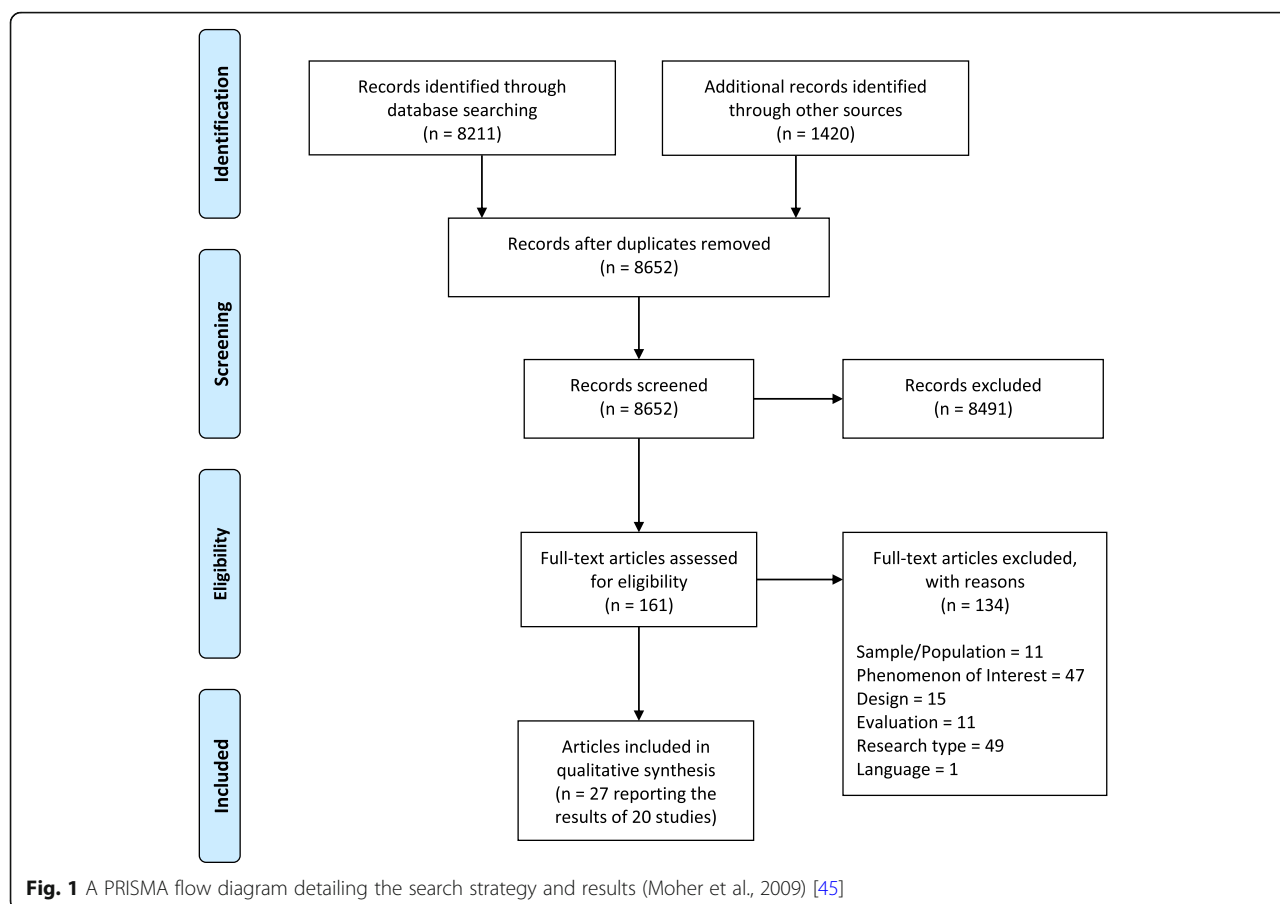 Identification
Records identified through
database searching
(n = 8211)
Additional records identified
through other sources
(n = 1420)
Records after duplicates removed
(n = 8652)
Screening
Records screened
(n = 8652)
Records excluded
(n = 8491)
Eligibility
Full-text articles assessed
for eligibility
(n = 161)
Full-text articles excluded,
with reasons
(n = 134)
Sample/Population = 11
Phenomenon of Interest = 47
Design = 15
Evaluation = 11
Research type = 49
Language = 1
Included
Articles included in
qualitative synthesis
(n = 27 reporting the
results of 20 studies)
Fig. 1 A PRISMA flow diagram detailing the search strategy and results (Moher et al., 2009) [45]